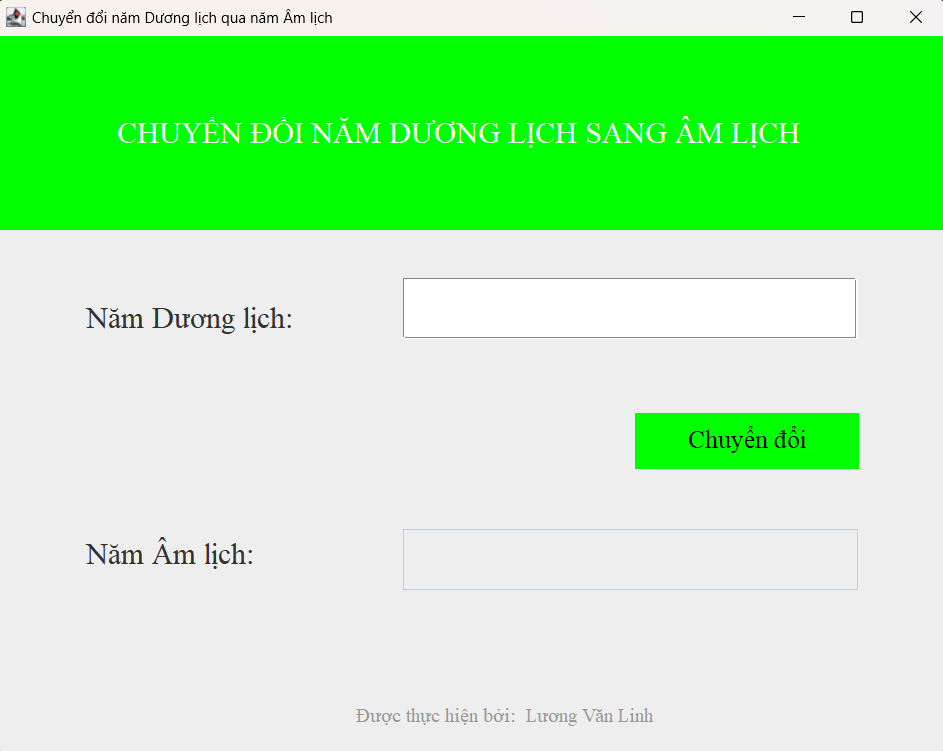 Chuyển đổi năm Dương lịch qua năm Âm lịch
CHUYỂN ĐỔI NĂM DƯƠNG LỊCH SANG ÂM LỊCH
Năm Dương lịch:
Chuyển đổi
Năm Âm lịch:
Được thực hiện bởi: Lương Văn Linh